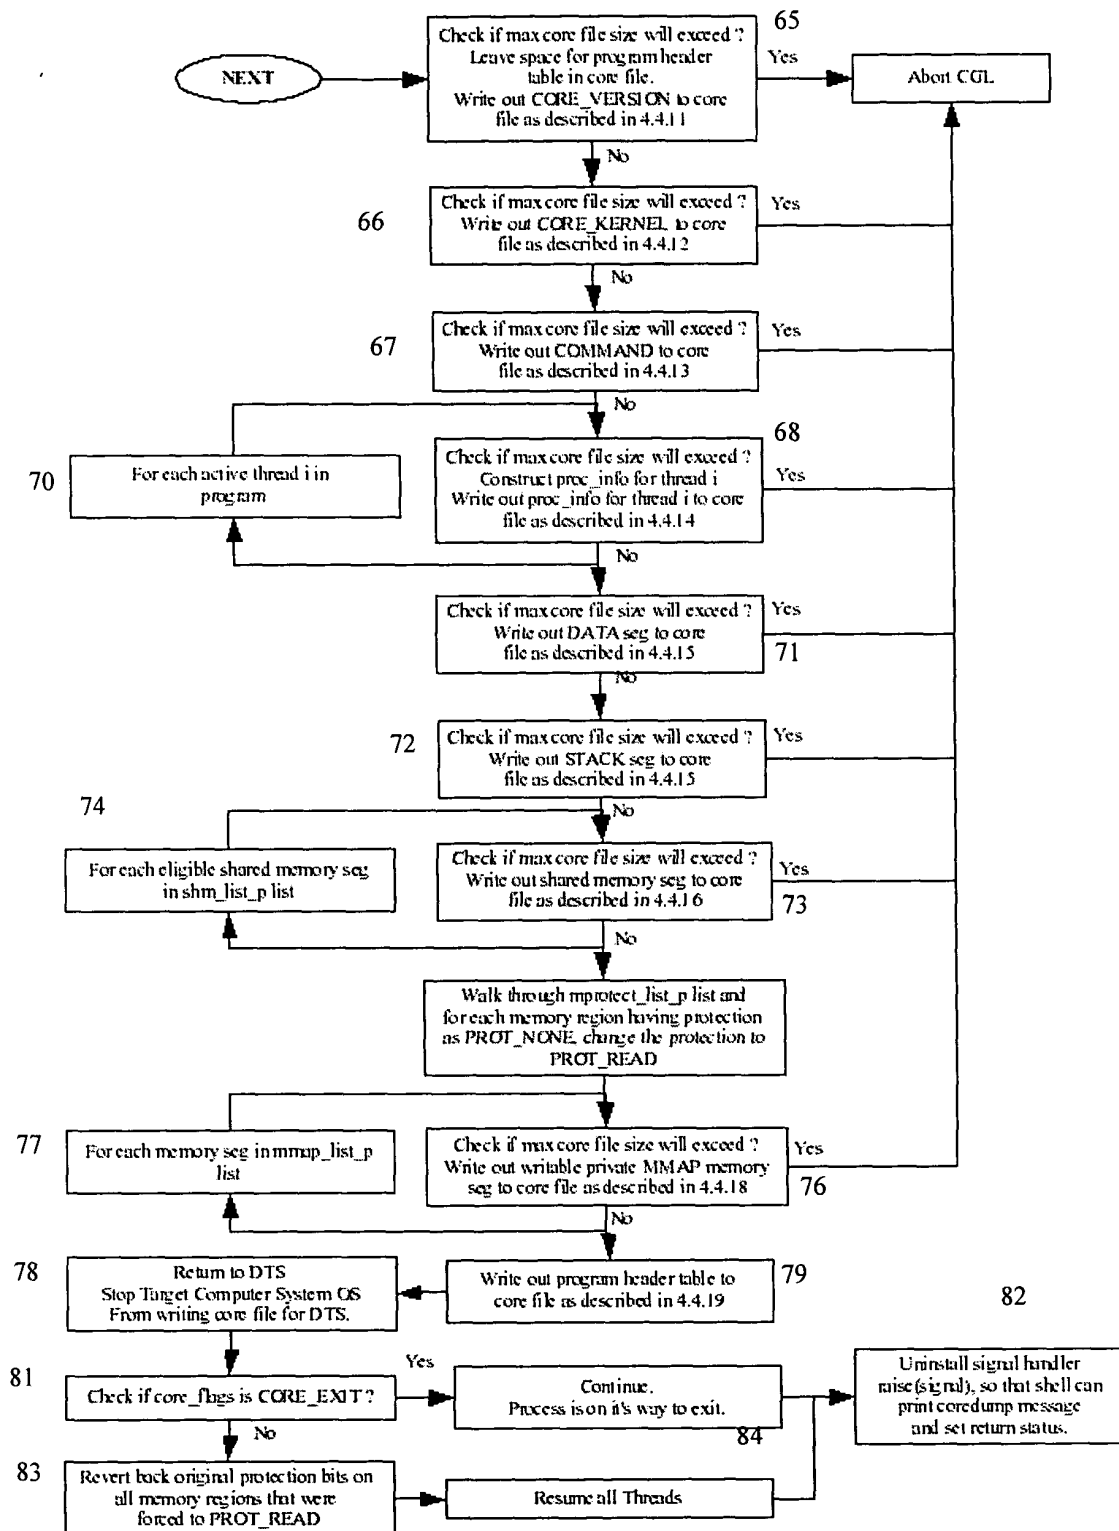 65
Check if max core file size will exceed ?
Leave space for program header
table in core file.
Write out CORE_VERSION to core
file as described in 4.4.11
NEXT
Yes
Abort CGL
No
66
Check if max core file size will exceed ?
Write out CORE_KERNEL to core
file as described in 4.4.12
Yes
No
67
Check if max core file size will exceed ?
Write out COMMAND to core
file as described in 4.4.13
Yes
No
68
70
For each active thread i in
program
Check if max core file size will exceed ?
Construct proc_info for thread i
Write out proc_info for thread i to core
file as described in 4.4.14
Yes
No
Check if max core file size will exceed ?
Write out DATA seg to core
file as described in 4.4.15
Yes
71
No
72
Check if max core file size will exceed ?
Write out STACK seg to core
file as described in 4.4.15
Yes
No
74
For each eligible shared memory seg
in shm_list_p list
Check if max core file size will exceed ?
Write out shared memory seg to core
file as described in 4.4.16
Yes
73
No
Walk through mprotect_list_p list and
for each memory region having protection
as PROT_NONE, change the protection to
PROT_READ
77
For each memory seg in mmap_list_p
list
Check if max core file size will exceed ?
Write out writable private MMAP memory
seg to core file as described in 4.4.18
Yes
76
No
78
Return to DTS
Stop Target Computer System OS
From writing core file for DTS.
Write out program header table to
core file as described in 4.4.19
79
82
81
Check if core_flags is CORE_EXIT ?
Yes
Continue.
Process is on it's way to exit.
84
Uninstall signal handler
raise(signal), so that shell can
print coredump message
and set return status.
No
83
Revert back original protection bits on
all memory regions that were
forced to PROT_READ
Resume all Threads